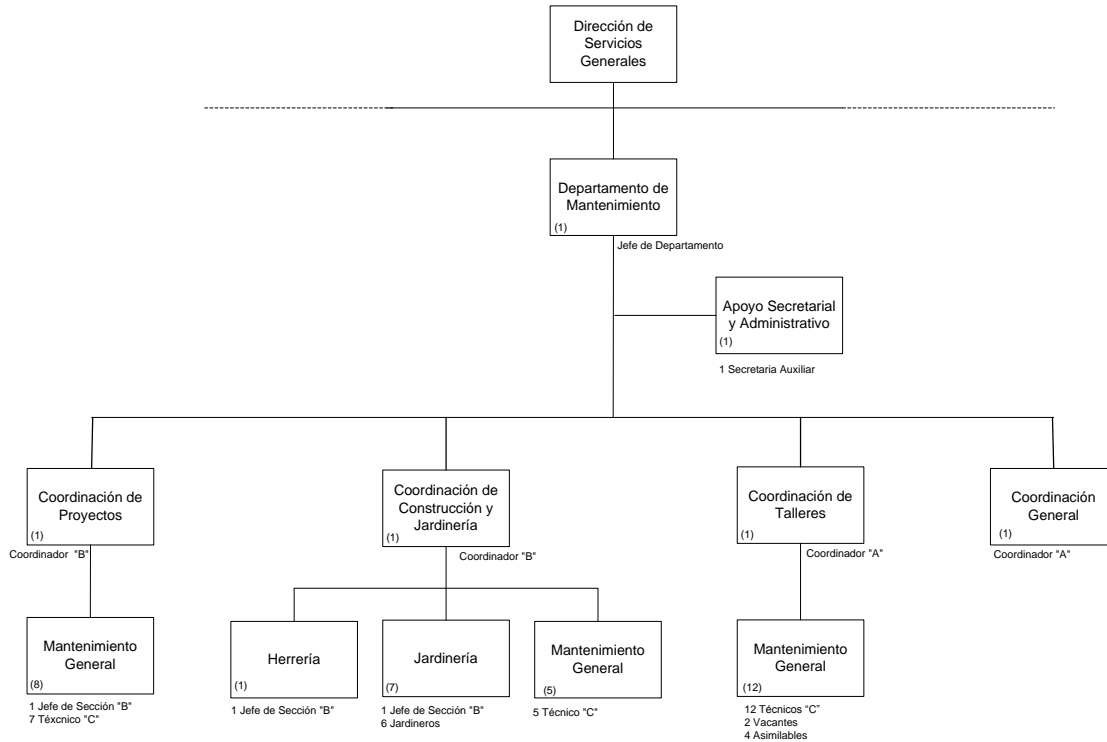 Dirección de
Servicios
Generales
Departamento de
Mantenimiento
(1)
Jefe de Departamento
Apoyo Secretarial
y Administrativo
(1)
1 Secretaria Auxiliar
Coordinación de
Proyectos
(1)
Coordinador "B"
Coordinación de
Construcción y
Jardinería
(1)
Coordinador "B"
Coordinación de
Talleres
(1)
Coordinador "A"
Coordinación
General
(1)
Coordinador "A"
Mantenimiento
General
(8)
1 Jefe de Sección "B"
7 Téxcnico "C"
Herrería
(1)
1 Jefe de Sección "B"
Jardinería
(7)
1 Jefe de Sección "B"
6 Jardineros
Mantenimiento
General
(5)
5 Técnico "C"
Mantenimiento
General
(12)
12 Técnicos "C"
2 Vacantes
4 Asimilables